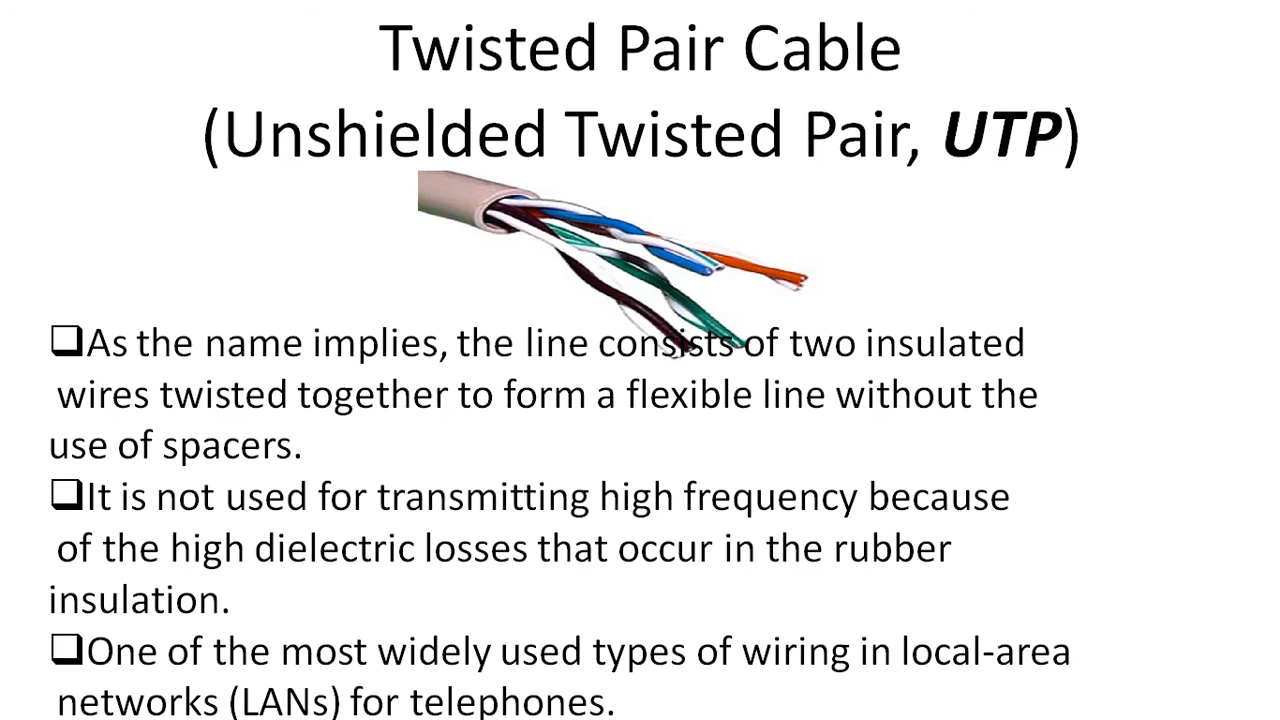 Twisted Pair Cable
(Unshielded Twisted Pair, UTP)
❑As the name implies, the line consists of two insulated
wires twisted together to form a flexible line without the
use of spacers.
❑It is not used for transmitting high frequency because
of the high dielectric losses that occur in the rubber
insulation.
❑One of the most widely used types of wiring in local-area
networks (LANs) for telephones.